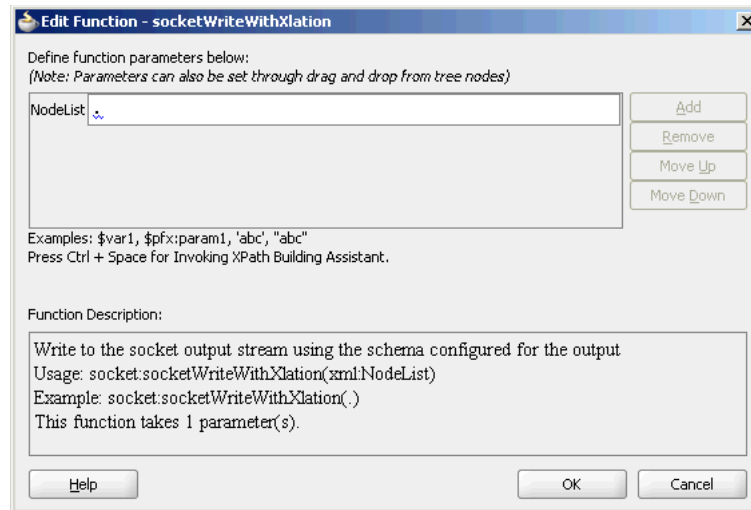 Edit Function - socketWriteWithXlation
Define function parameters below:
(Note: Parameters can also be set through drag and drop from tree nodes)
NodeList .
Add
Remove
Move Up
Move Down
Examples: $var1, $pfx:param1, 'abc', "abc"
Press Ctrl + Space for Invoking XPath Building Assistant.
Function Description:
Write to the socket output stream using the schema configured for the output
Usage: socket:socketWriteWithXlation(xml:NodeList)
Example: socket:socketWriteWithXlation(.)
This function takes 1 parameter(s).
Help OK Cancel